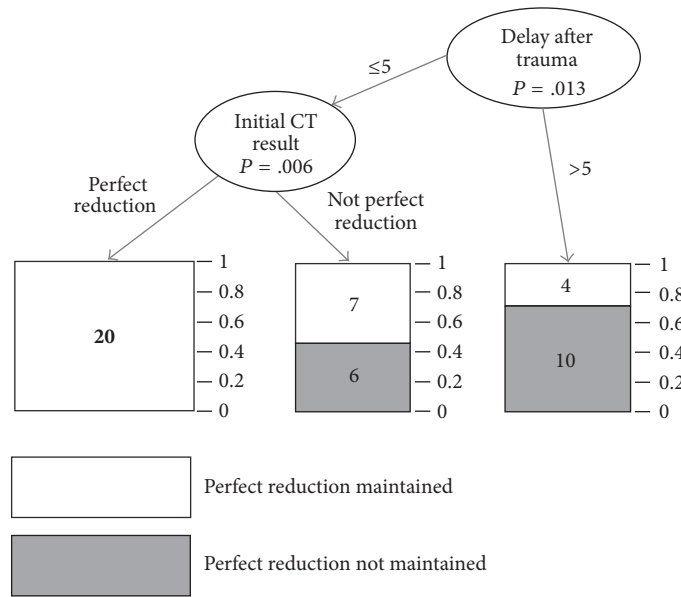 Delay after
trauma
P = .013
≤5
Initial CT
result
P = .006
>5
Perfect
reduction
Not perfect
reduction
1
0.8
0.6
0.4
0.2
0
20
1
0.8
0.6
0.4
0.2
0
7
6
1
0.8
0.6
0.4
0.2
0
4
10
Perfect reduction maintained
Perfect reduction not maintained